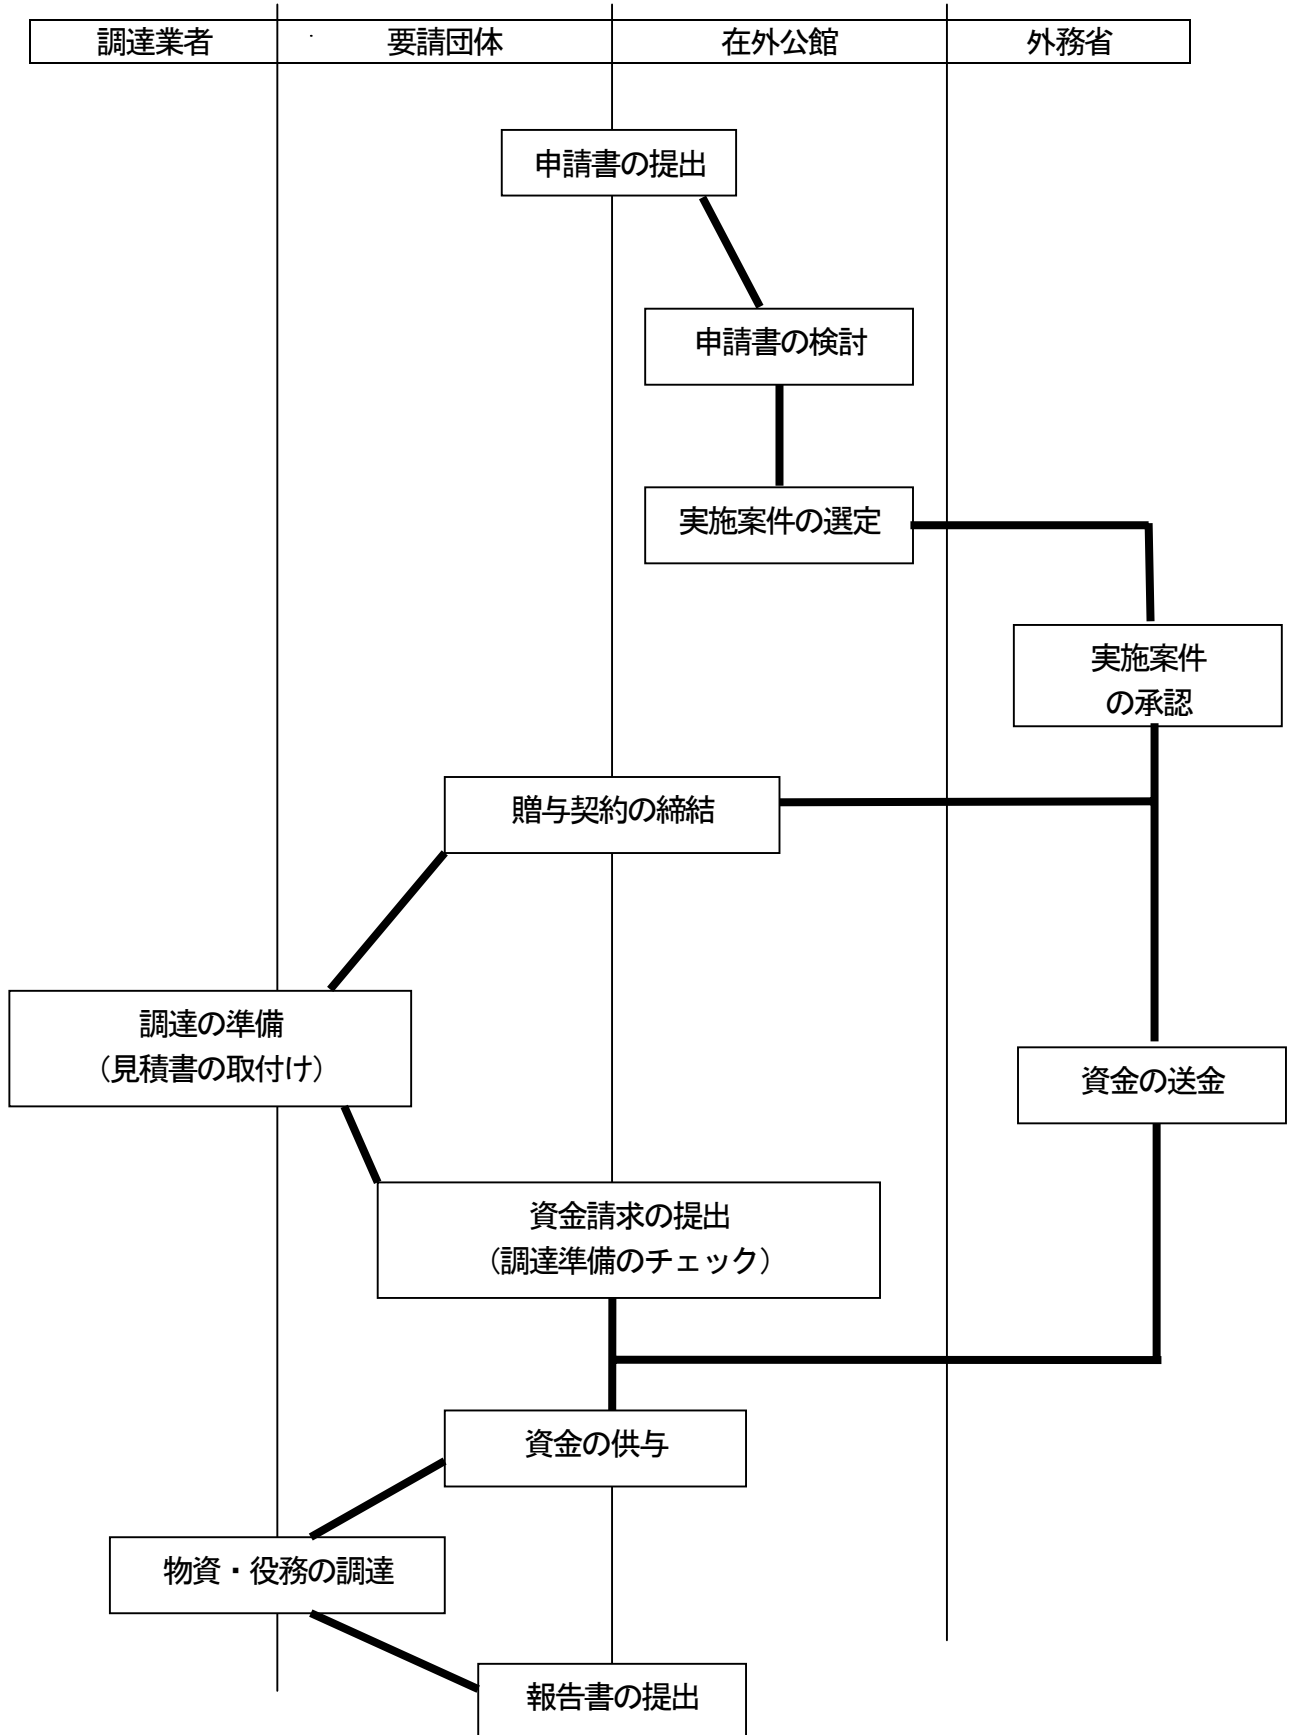 調達業者 要請団体 在外公館 外務省
申請書の提出
申請書の検討
実施案件の選定
実施案件
の承認
贈与契約の締結
調達の準備
（見積書の取付け）
資金の送金
資金請求の提出
（調達準備のチェック）
資金の供与
物資・役務の調達
報告書の提出